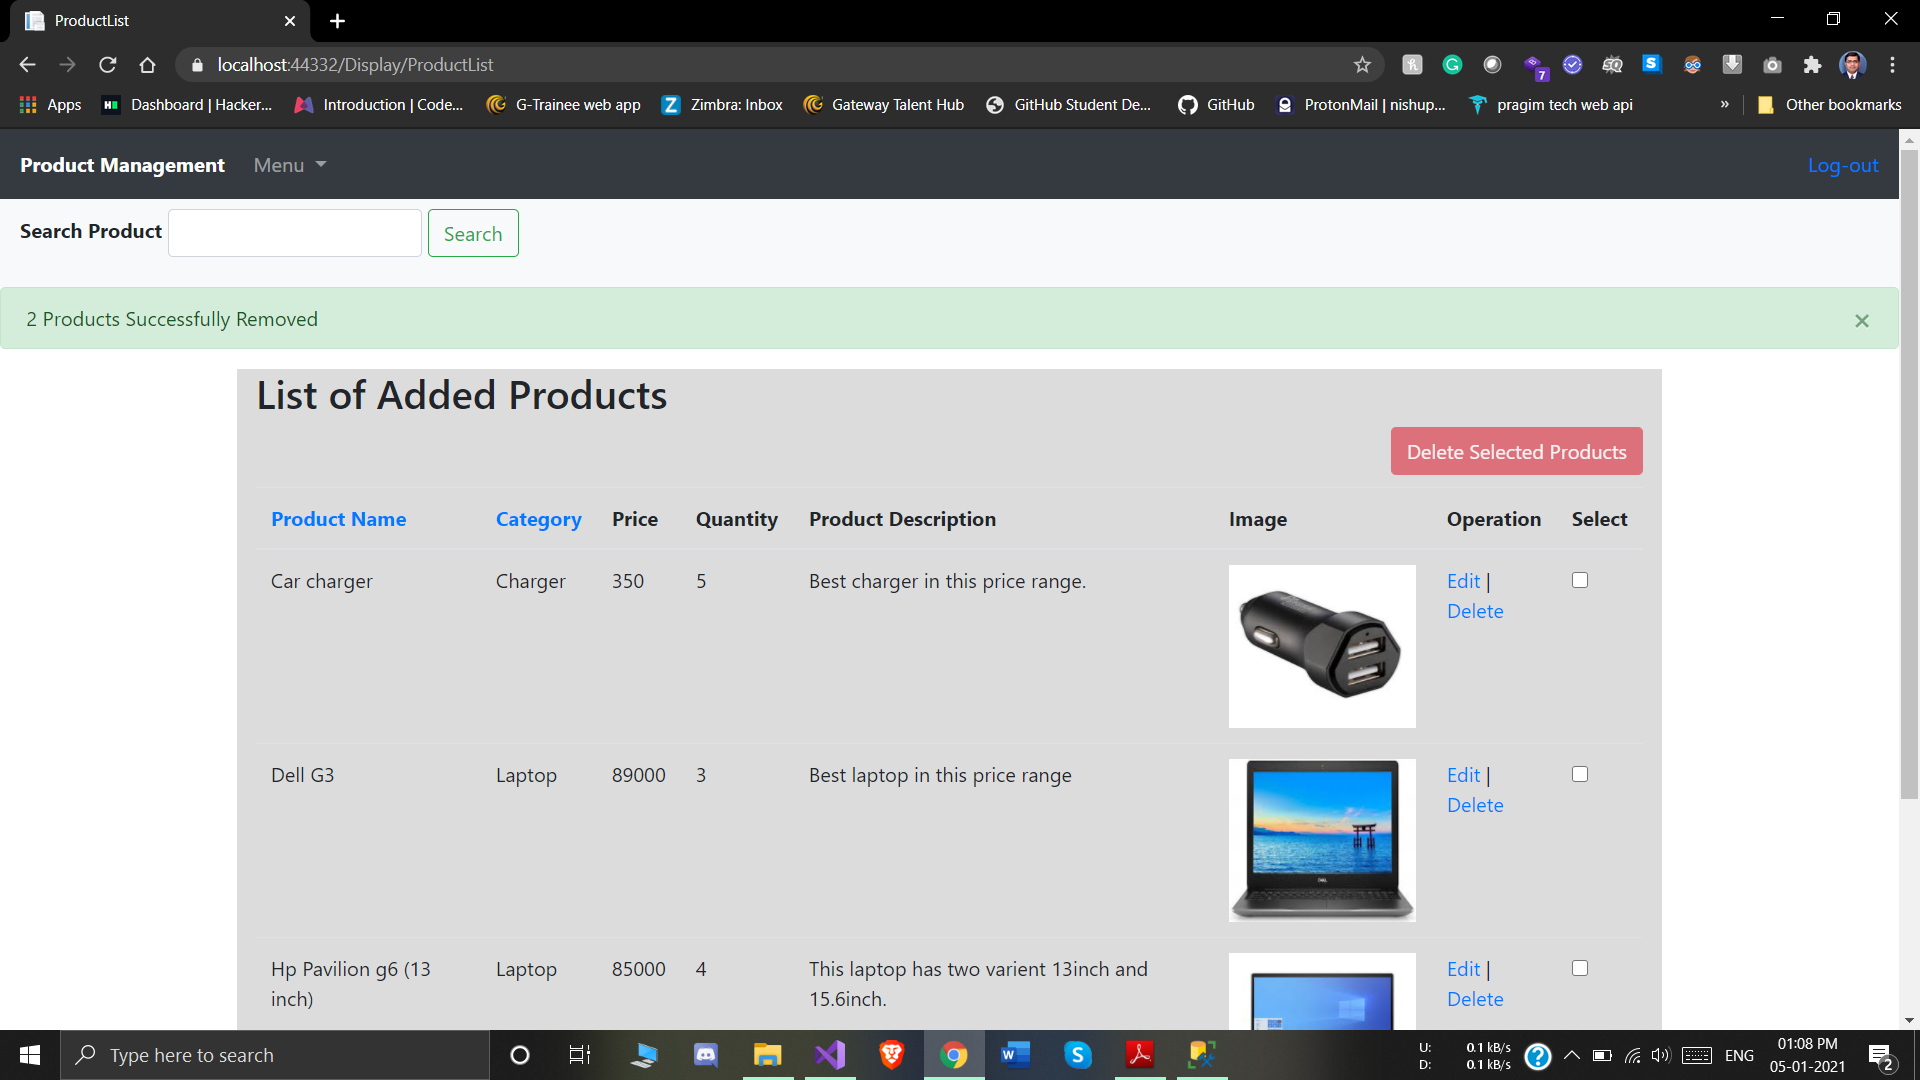 ProductList
localhost:44332/Display/ProductList
7
Apps
Dashboard | Hacker...
Introduction | Code...
G-Trainee web app
Zimbra: Inbox
Gateway Talent Hub
GitHub Student De...
GitHub
ProtonMail | nishup...
pragim tech web api
»
Other bookmarks
Product Management
Menu
Log-out
Search Product
Search
2 Products Successfully Removed
×
List of Added Products
Delete Selected Products
Product Name Category Price Quantity Product Description Image Operation Select
Car charger Charger 350 5 Best charger in this price range. Edit |
Delete
Dell G3 Laptop 89000 3 Best laptop in this price range Edit |
Delete
Hp Pavilion g6 (13 Laptop 85000 4 This laptop has two varient 13inch and Edit |
inch) 15.6inch. Delete
Type here to search
U: 0.1 kB/s
D: 0.1 kB/s
ENG
01:08 PM
05-01-2021
2